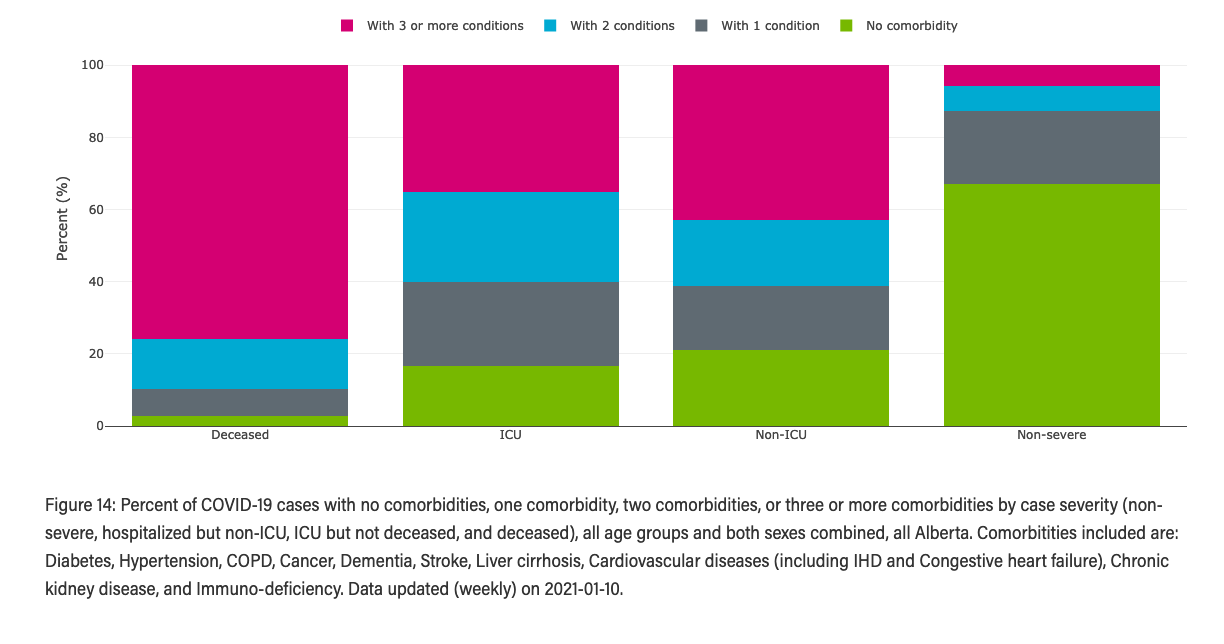 With 3 or more conditions With 2 conditions With 1 condition No comorbidity
100
80
60
40
20
0
Percent (%)
Deceased ICU Non-ICU Non-severe
Figure 14: Percent of COVID-19 cases with no comorbidities, one comorbidity, two comorbidities, or three or more comorbidities by case severity (non-
severe, hospitalized but non-ICU, ICU but not deceased, and deceased), all age groups and both sexes combined, all Alberta. Comorbitities included are:
Diabetes, Hypertension, COPD, Cancer, Dementia, Stroke, Liver cirrhosis, Cardiovascular diseases (including IHD and Congestive heart failure), Chronic
kidney disease, and Immuno-deficiency. Data updated (weekly) on 2021-01-10.